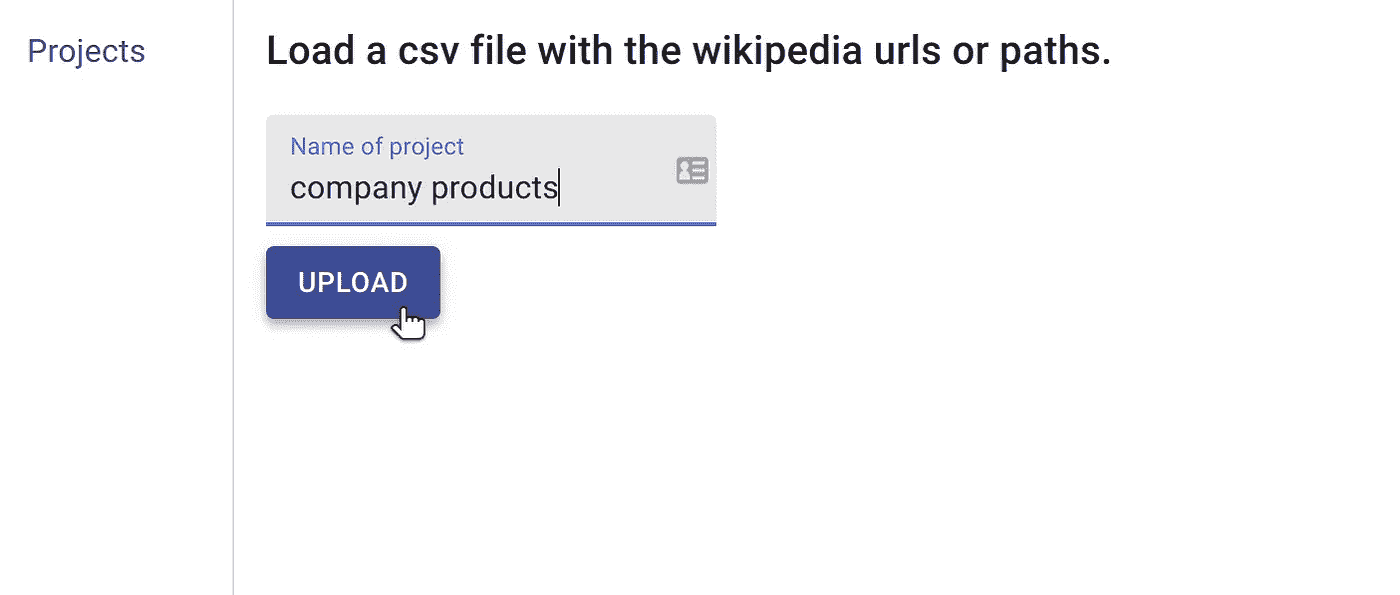 Projects
Load a csv file with the wikipedia urls or paths.
Name of project
company products
UPLOAD